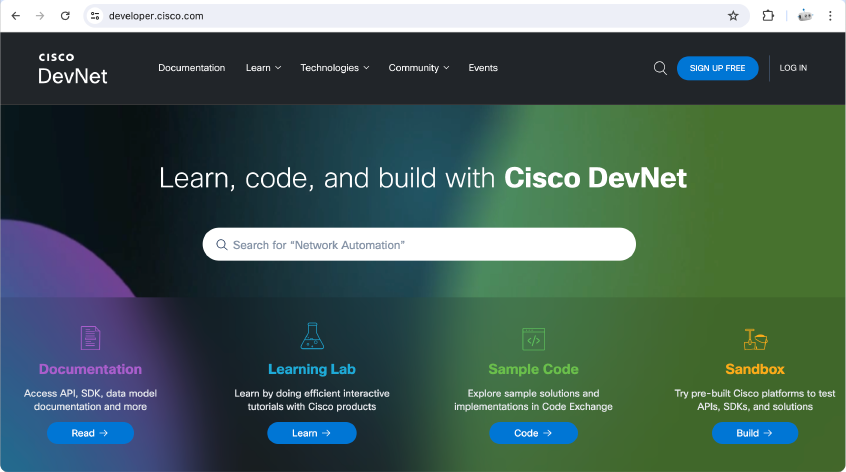 developer.cisco.com
CISCO
DevNet
Documentation
Learn
Technologies
Community
Events
SIGN UP FREE
LOG IN
Learn, code, and build with Cisco DevNet
Search for “Network Automation”
Documentation
Access API, SDK, data model
documentation and more
Read →
Learning Lab
Learn by doing efficient interactive
tutorials with Cisco products
Learn →
Sample Code
Explore sample solutions and
implementations in Code Exchange
Code →
Sandbox
Try pre-built Cisco platforms to test
APIs, SDKs, and solutions
Build →